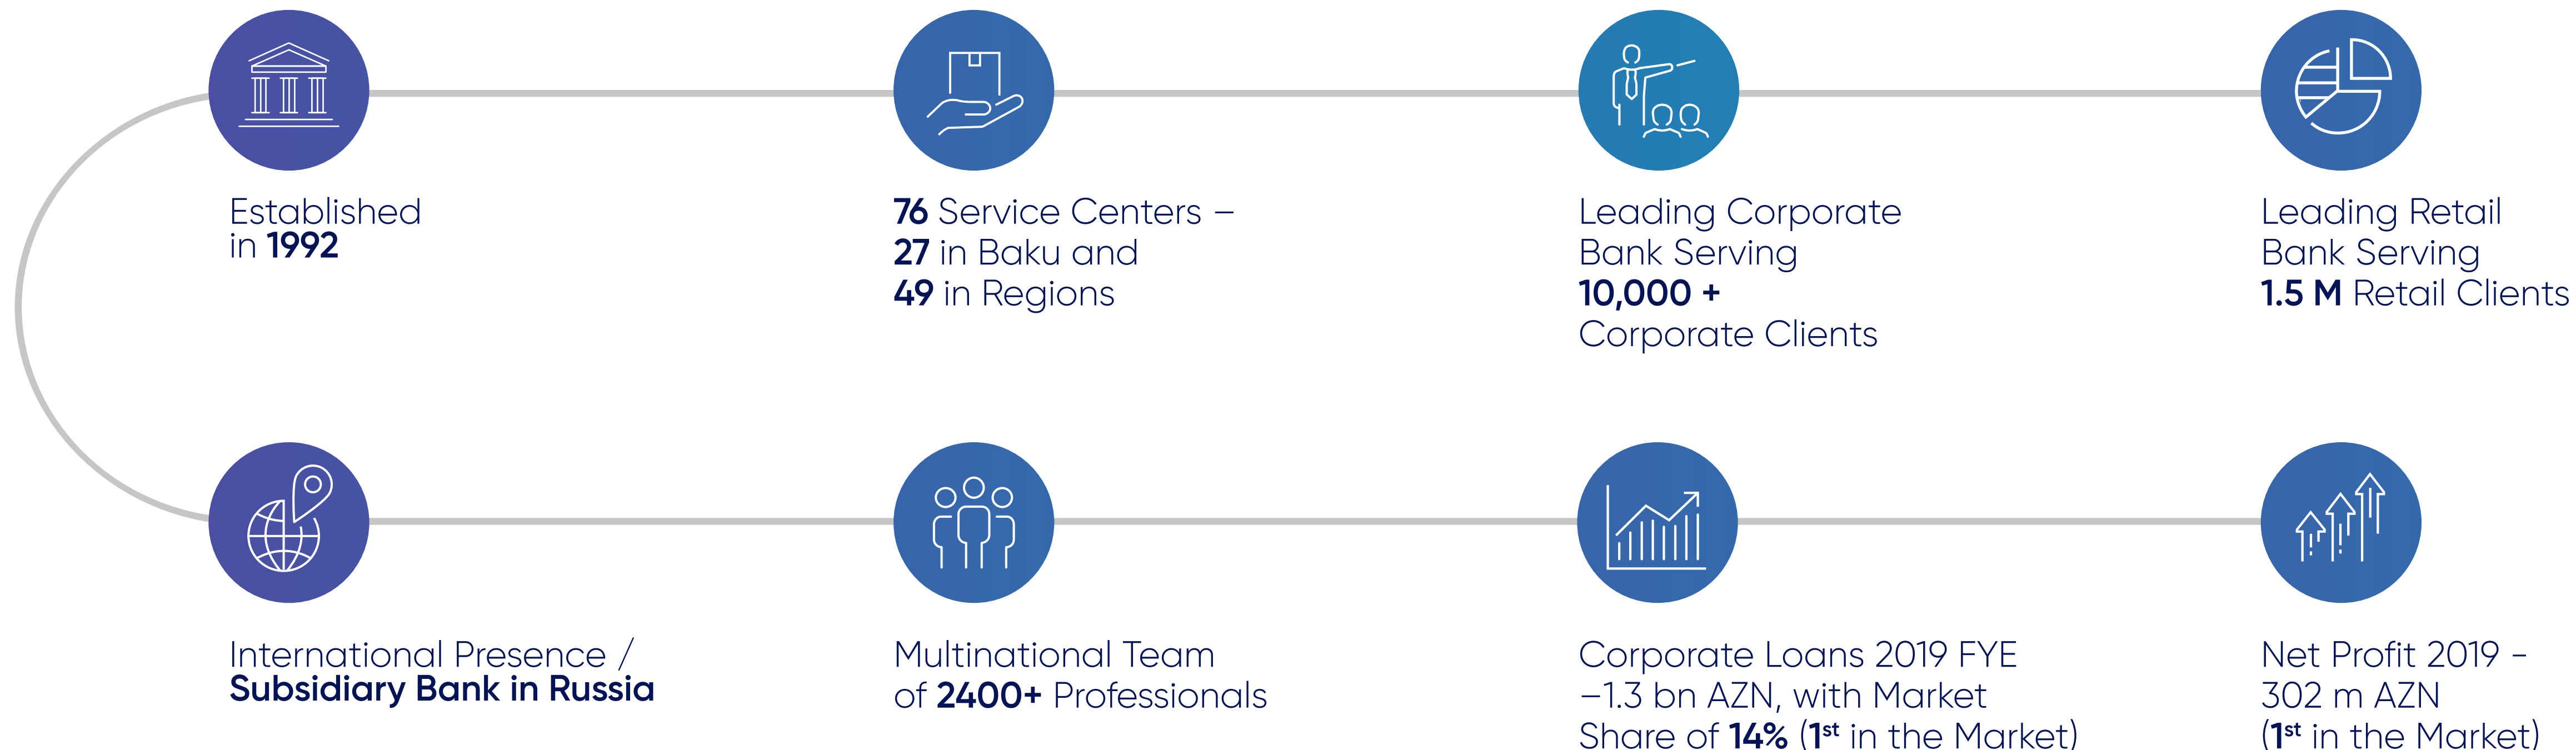 Established
in 1992
76 Service Centers –
27 in Baku and
49 in Regions
Leading Corporate
Bank Serving
10,000 +
Corporate Clients
Leading Retail
Bank Serving
1.5 M Retail Clients
International Presence /
Subsidiary Bank in Russia
Multinational Team
of 2400+ Professionals
Corporate Loans 2019 FYE
–1.3 bn AZN, with Market
Share of 14% (1st in the Market)
Net Profit 2019 -
302 m AZN
(1st in the Market)